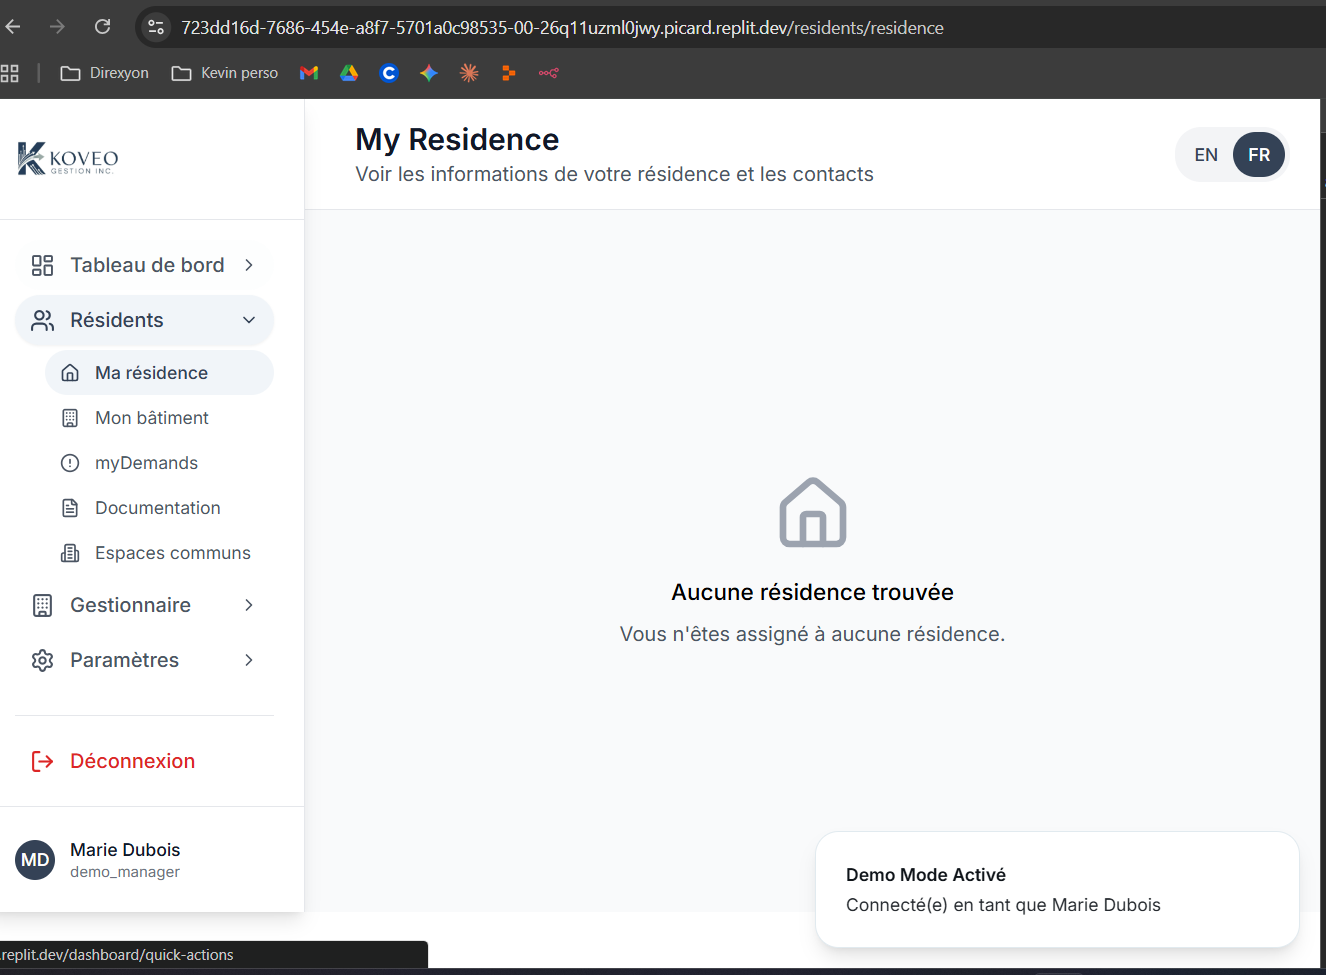 723dd16d-7686-454e-a8f7-5701a0c98535-00-26q11uzml0jwy.picard.replit.dev/residents/residence
Direxyon
Kevin perso
KOVEO
GESTION INC.
My Residence
Voir les informations de votre résidence et les contacts
EN
FR
Tableau de bord
Résidents
Ma résidence
Mon bâtiment
myDemands
Documentation
Espaces communs
Gestionnaire
Paramètres
Déconnexion
MD
Marie Dubois
demo_manager
Aucune résidence trouvée
Vous n'êtes assigné à aucune résidence.
Demo Mode Activé
Connecté(e) en tant que Marie Dubois
.replit.dev/dashboard/quick-actions